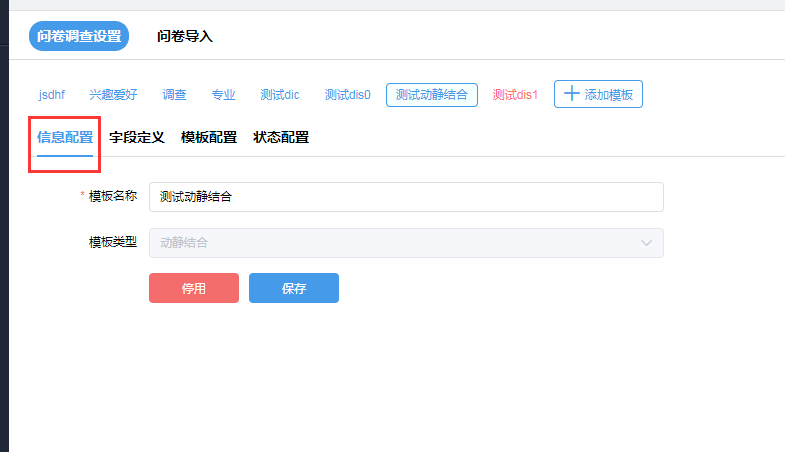 问卷调查设置 问卷导入
jsdhf 兴趣爱好 调查 专业 测试dic 测试dis0 测试动静结合 测试dis1 添加模板
信息配置 字段定义 模板配置 状态配置
* 模板名称 测试动静结合
模板类型 动静结合
停用 保存